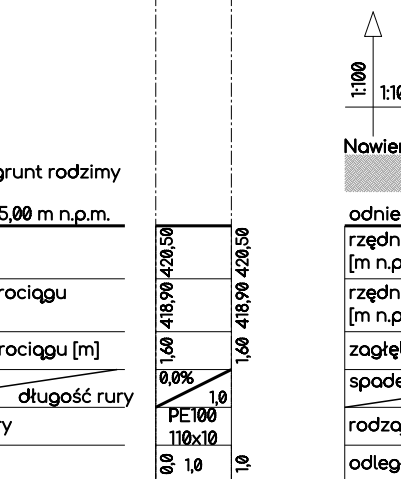 1:100
1:10
Nawier
grunt rodzimy
5,00 m n.p.m.
odnie
420,50 420,50
rzędn
[m n.p
rociągu
418,90 418,90
rzędn
[m n.p
rociągu [m]
1,60 1,60
zagłęb
0,0%
spade
długość rury
1,0
ry
PE100
110x10
rodza
0,0 1,0 1,0
odleg